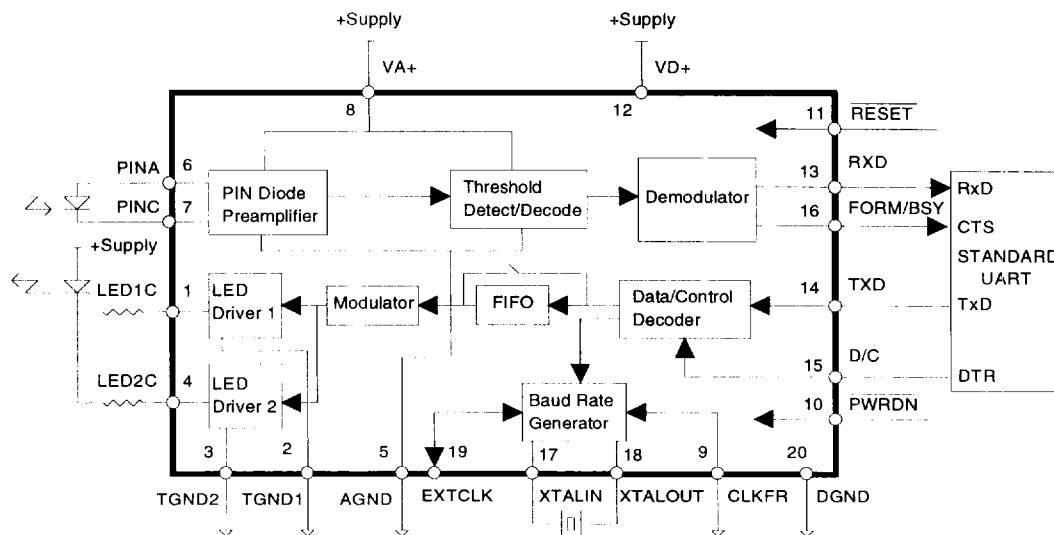 +Supply
+Supply
VA+
VD+
8
12
11
RESET
PINA
6
PIN Diode
Preamplifier
Threshold
Detect/Decode
Demodulator
13
RXD
RxD
PINC
7
16
FORM/BSY
CTS
STANDARD
UART
+Supply
LED1C
1
LED
Driver 1
Modulator
FIFO
Data/Control
Decoder
14
TXD
TxD
LED2C
4
LED
Driver 2
Baud Rate
Generator
15
D/C
DTR
10
PWRDN
3
2
5
19
17
18
9
20
TGND2
TGND1
AGND
EXTCLK
XTALIN
XTALOUT
CLKFR
DGND